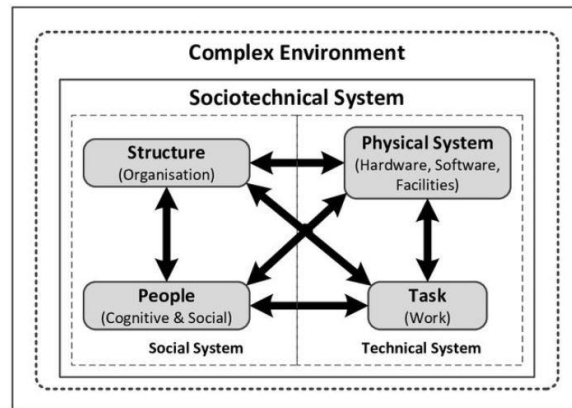 Complex Environment
Sociotechnical System
Structure
(Organisation)
Physical System
(Hardware, Software,
Facilities)
People
(Cognitive & Social)
Task
(Work)
Social System
Technical System